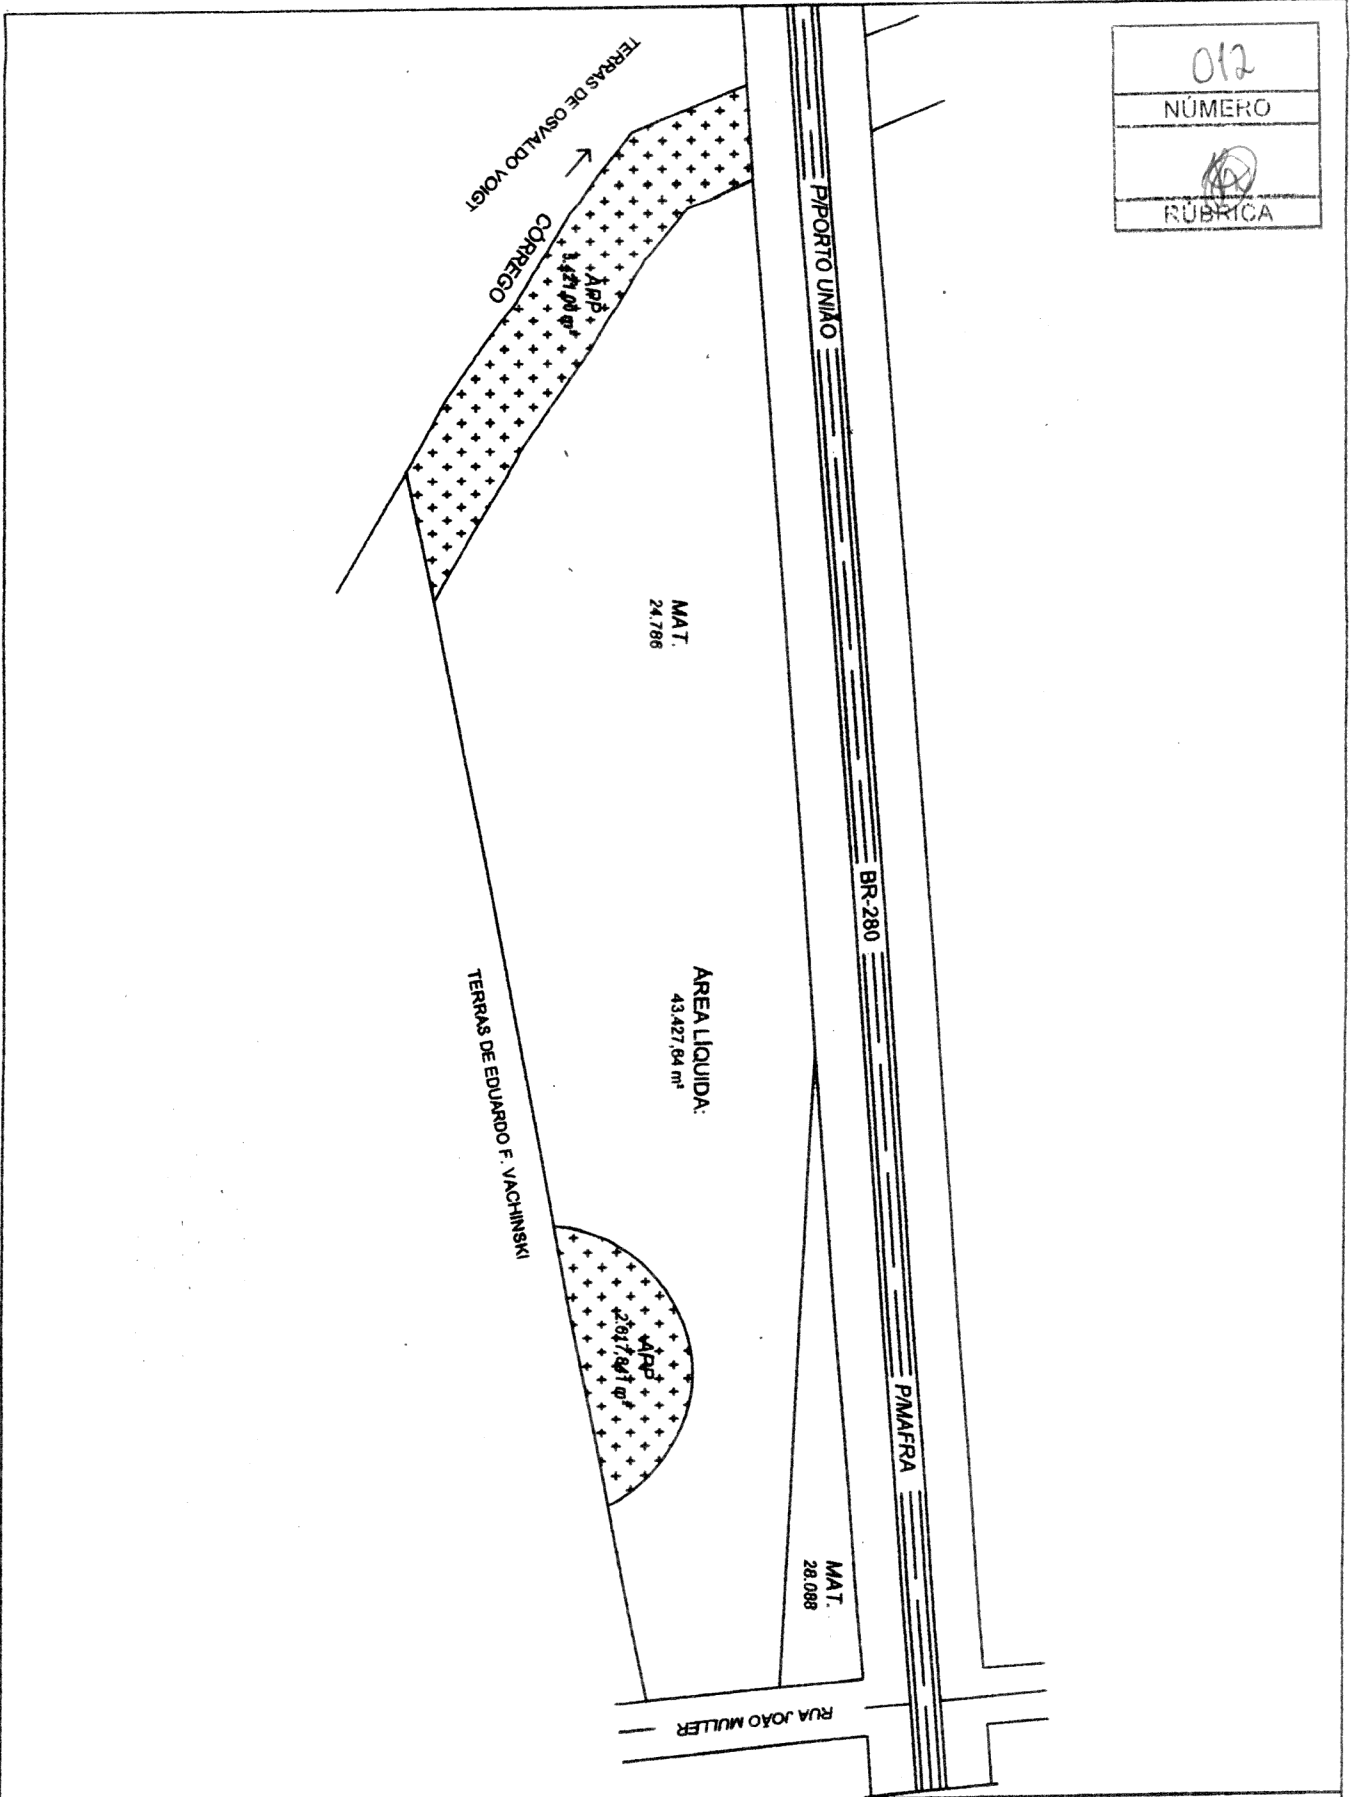 012
NÚMERO
RÚBRICA
TERRAS DE OSVALDO VOIGT
CÓRREGO
APP
P/PORTO UNIÃO
MAT.
24.786
BR-280
ÁREA LÍQUIDA:
43.427,64 m²
TERRAS DE EDUARDO F. VACHINSKI
APP
P/MAFRA
MAT.
28.088
RUA JOÃO MULLER